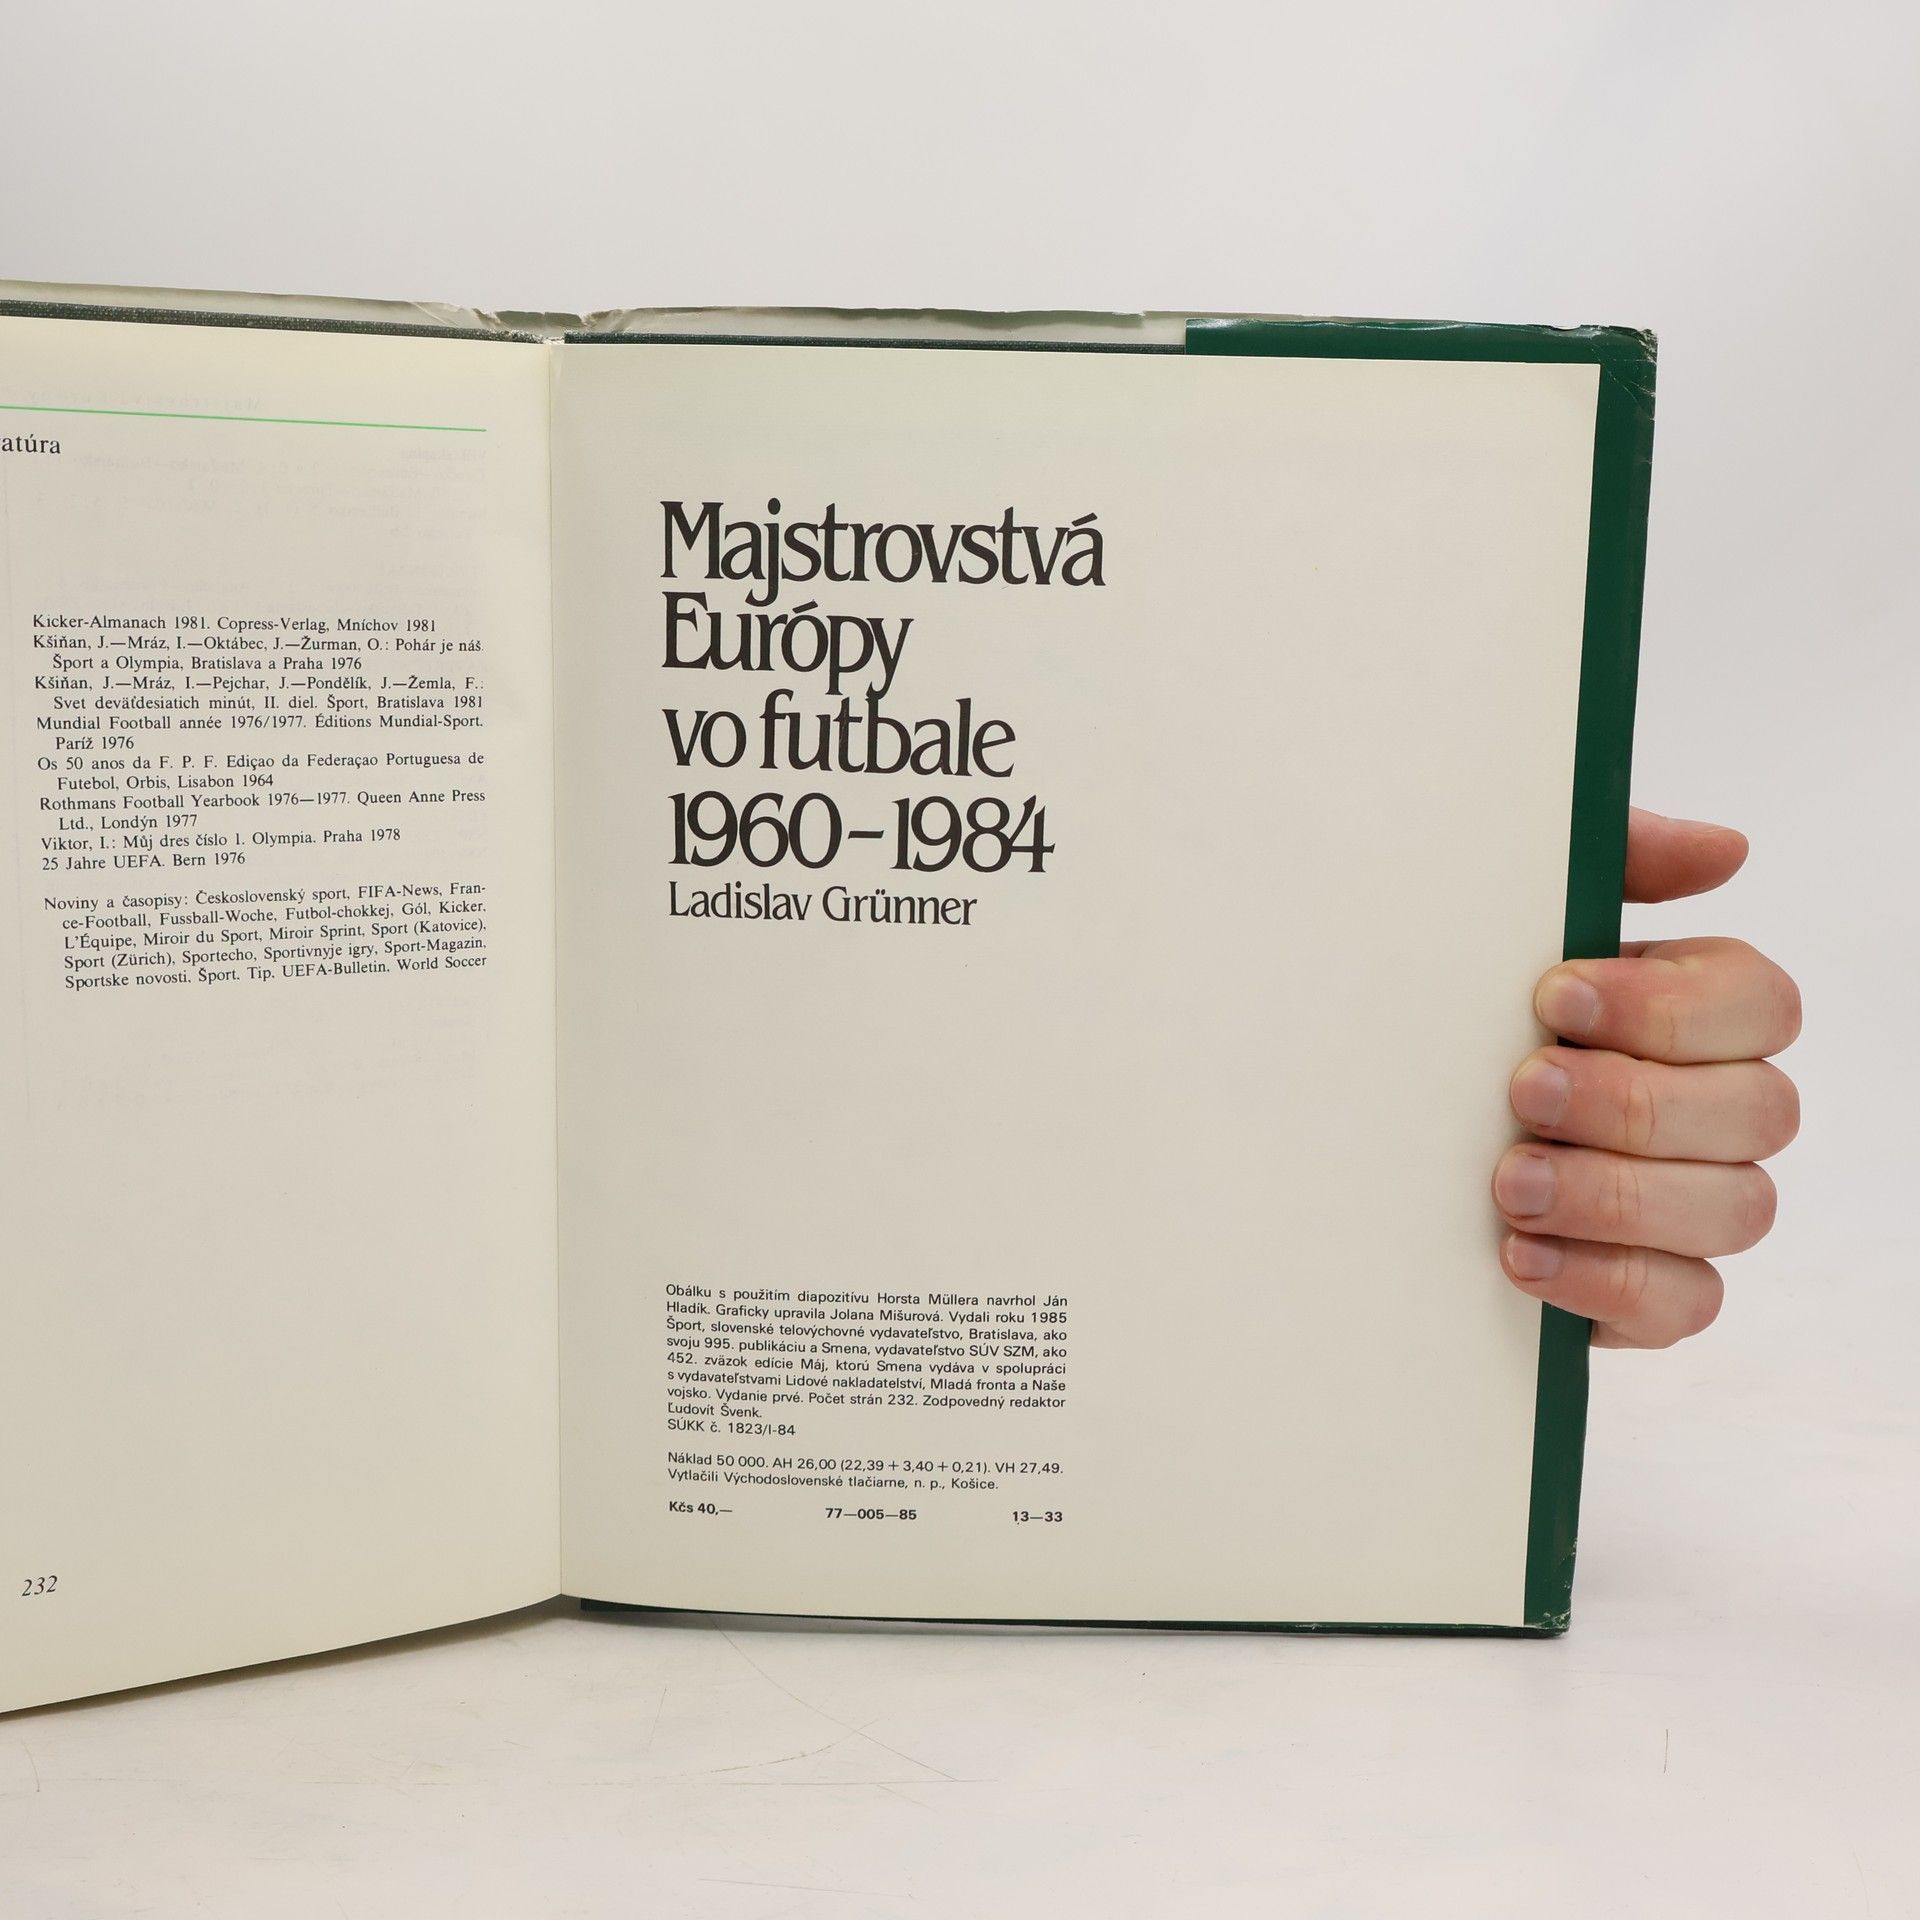 atúra
Kicker-Almanach 1981. Copress-Verlag, Mníchov 1981
Kšiňan, J.—Mráz, I.—Oktábec, J.—Žurman, O.: Pohár je náš.
Šport a Olympia, Bratislava a Praha 1976
Kšiňan, J.—Mráz, I.—Pejchar, J.—Pondělík, J.—Žemla, F.:
Svet deväťdesiatich minút, II. diel. Šport, Bratislava 1981
Mundial Football année 1976/1977. Éditions Mundial-Sport.
Paríž 1976
Os 50 anos da F. P. F. Ediçao da Federaçao Portuguesa de
Futebol, Orbis, Lisabon 1964
Rothmans Football Yearbook 1976—1977. Queen Anne Press
Ltd., Londýn 1977
Viktor, I.: Můj dres číslo 1. Olympia. Praha 1978
25 Jahre UEFA. Bern 1976
Noviny a časopisy: Československý sport, FIFA-News, Fran-
ce-Football, Fussball-Woche, Futbol-chokkej, Gól, Kicker,
L'Équipe, Miroir du Sport, Miroir Sprint, Sport (Katovice),
Sport (Zürich), Sportecho, Sportivnyje igry, Sport-Magazin,
Sportske novosti, Šport, Tip, UEFA-Bulletin, World Soccer
232
Majstrovstvá
Európy
vo futbale
1960–1984
Ladislav Grünner
Obálku s použitím diapozitívu Horsta Müllera navrhol Ján
Hladík. Graficky upravila Jolana Mišurová. Vydali roku 1985
Šport, slovenské telovýchovné vydavateľstvo, Bratislava, ako
svoju 995. publikáciu a Smena, vydavateľstvo SÚV SZM, ako
452. zväzok edície Máj, ktorú Smena vydáva v spolupráci
s vydavateľstvami Lidové nakladatelství, Mladá fronta a Naše
vojsko. Vydanie prvé. Počet strán 232. Zodpovedný redaktor
Ľudovít Švenk.
SÚKK č. 1823/I-84
Náklad 50 000. AH 26,00 (22,39 + 3,40 + 0,21). VH 27,49.
Vytlačili Východoslovenské tlačiarne, n. p., Košice.
Kčs 40,— 77—005—85 13—33